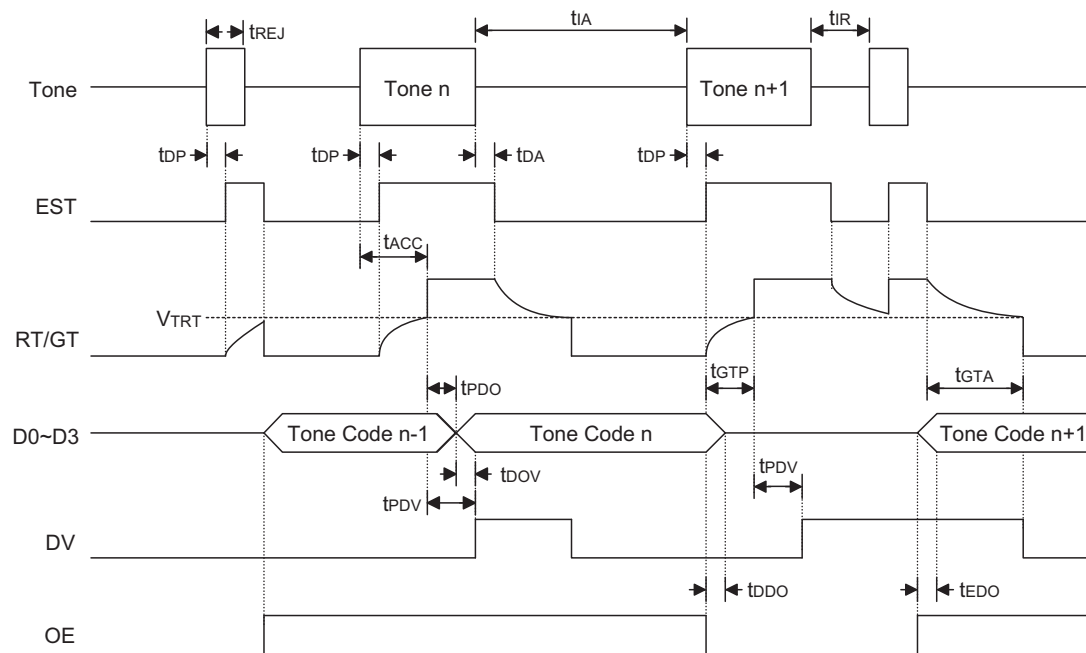 tIA
tIR
tREJ
Tone
Tone n
Tone n+1
tDP
tDP
tDA
tDP
EST
tACC
VTRT
RT/GT
tPDO
tGTP
tGTA
D0~D3
Tone Code n-1
Tone Code n
Tone Code n+1
tDOV
tPDV
tPDV
DV
tDDO
tEDO
OE